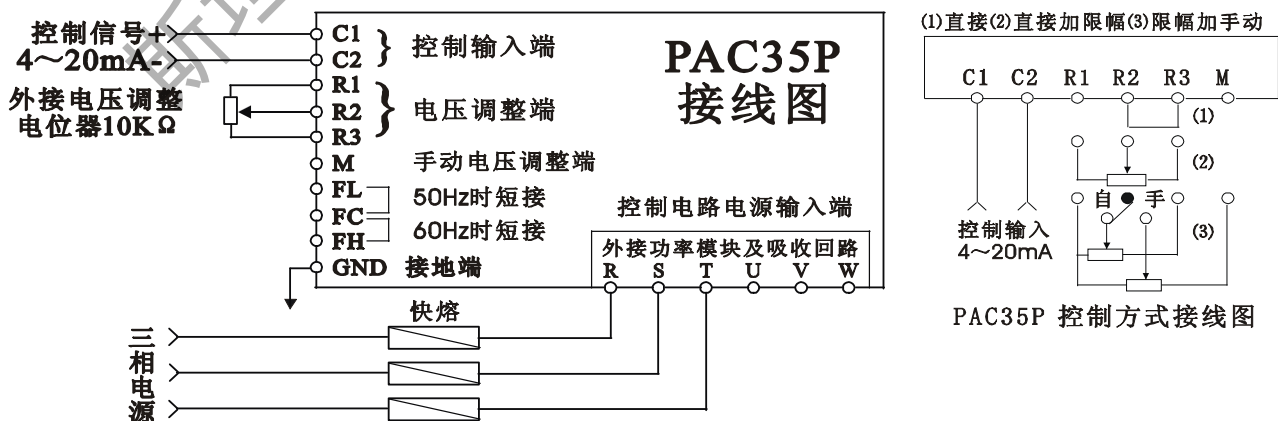 控制信号+
4～20mA-
外接电压调整
电位器10KΩ
C1
C2
控制输入端
R1
R2
R3
电压调整端
M
手动电压调整端
FL
FC
FH
50Hz时短接
60Hz时短接
GND 接地端
PAC35P
接线图
控制电路电源输入端
外接功率模块及吸收回路
R S T U V W
快熔
三相电源
(1)直接(2)直接加限幅(3)限幅加手动
C1 C2 R1 R2 R3 M
(1)
(2)
自 手
(3)
控制输入
4～20mA
PAC35P 控制方式接线图